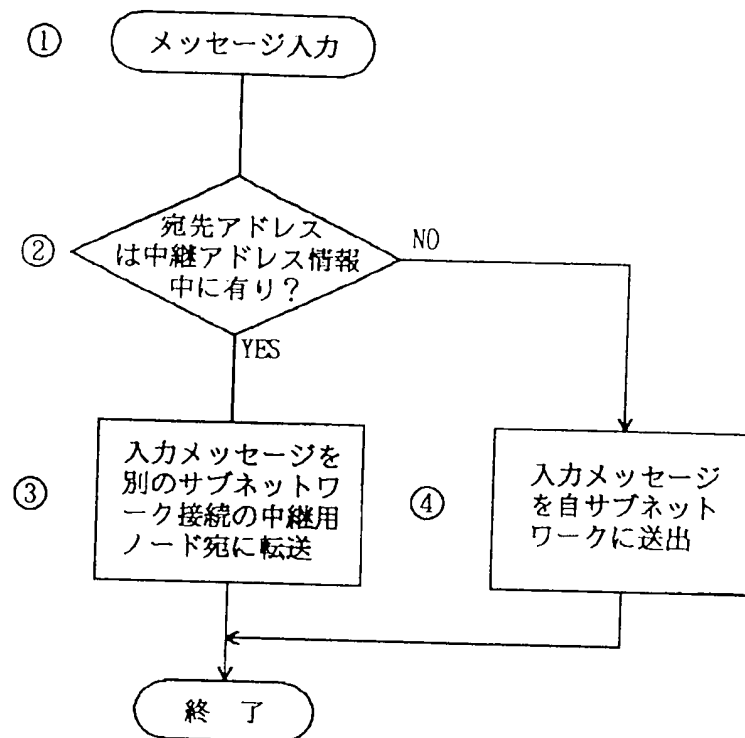 ①
メッセージ入力
②
宛先アドレス
は中継アドレス情報
中に有り?
NO
YES
③
入力メッセージを
別のサブネットワ
ーク接続の中継用
ノード宛に転送
④
入力メッセージ
を自サブネット
ワークに送出
終 了